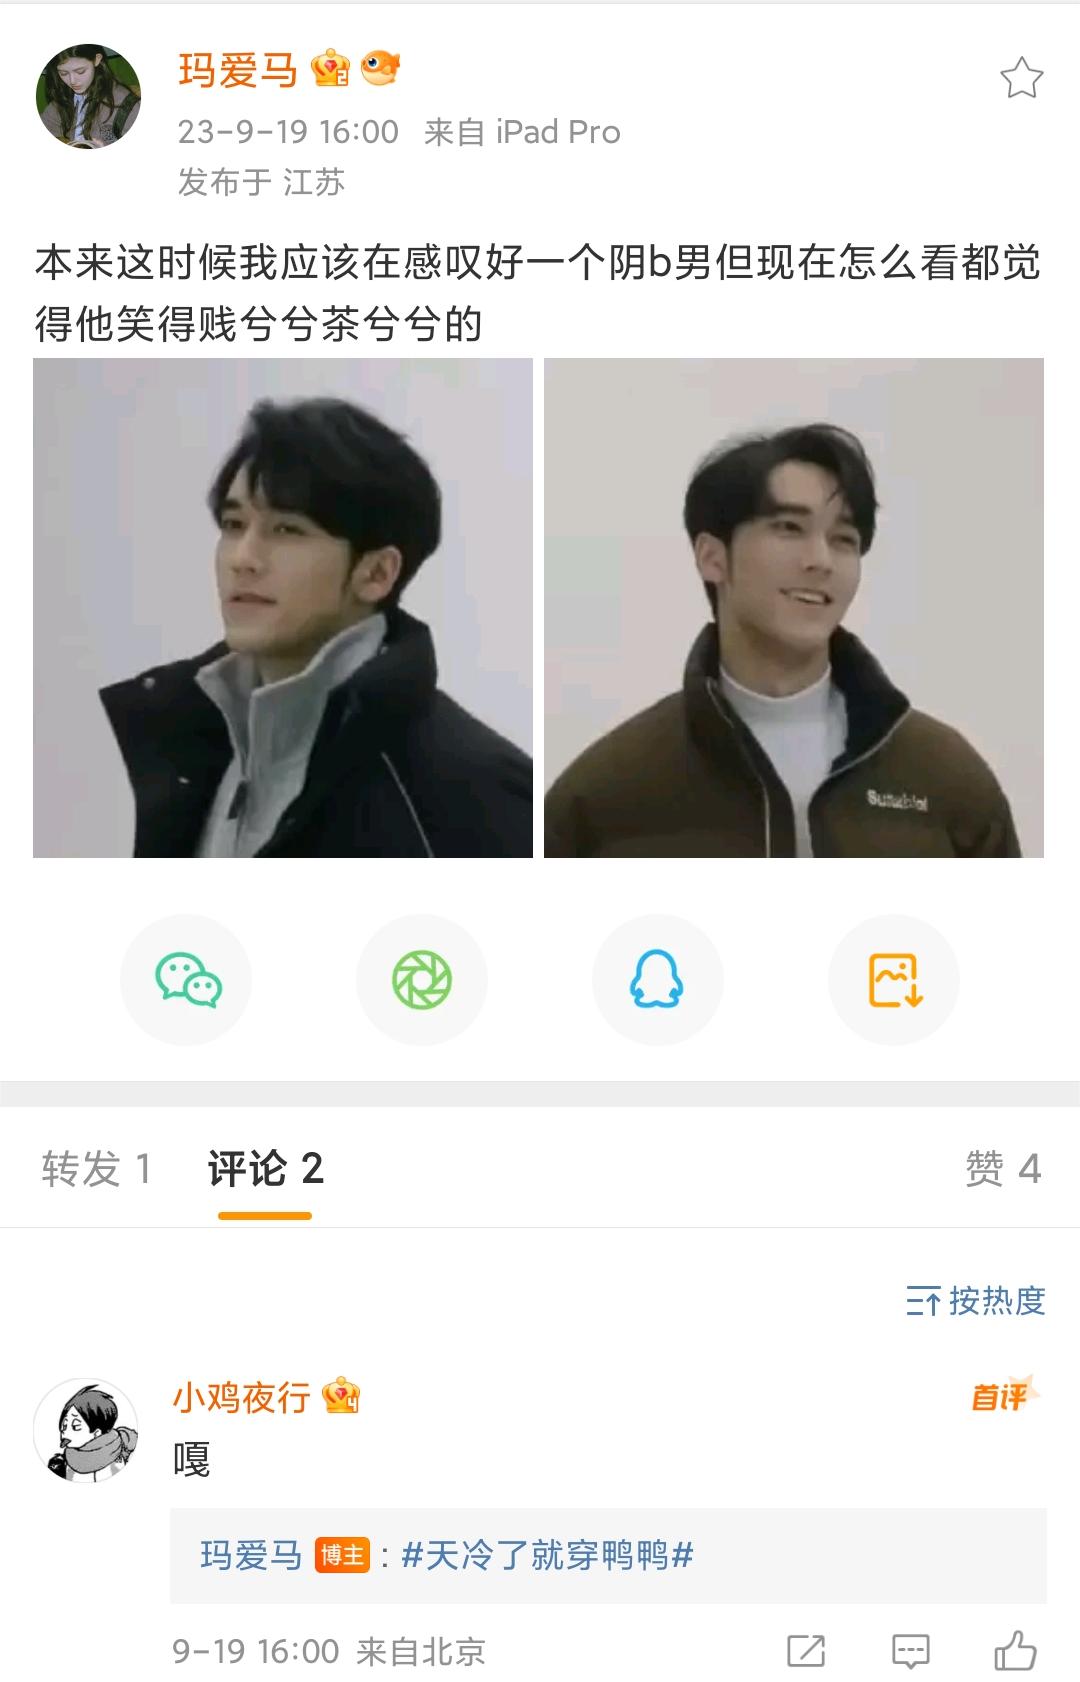 玛爱马
23-9-19 16:00 来自 iPad Pro
发布于 江苏
本来这时候我应该在感叹好一个阴b男但现在怎么看都觉
得他笑得贱兮兮茶兮兮的
转发 1 评论 2 赞 4
按热度
小鸡夜行
首评
嘎
玛爱马 博主：#天冷了就穿鸭鸭#
9-19 16:00 来自北京